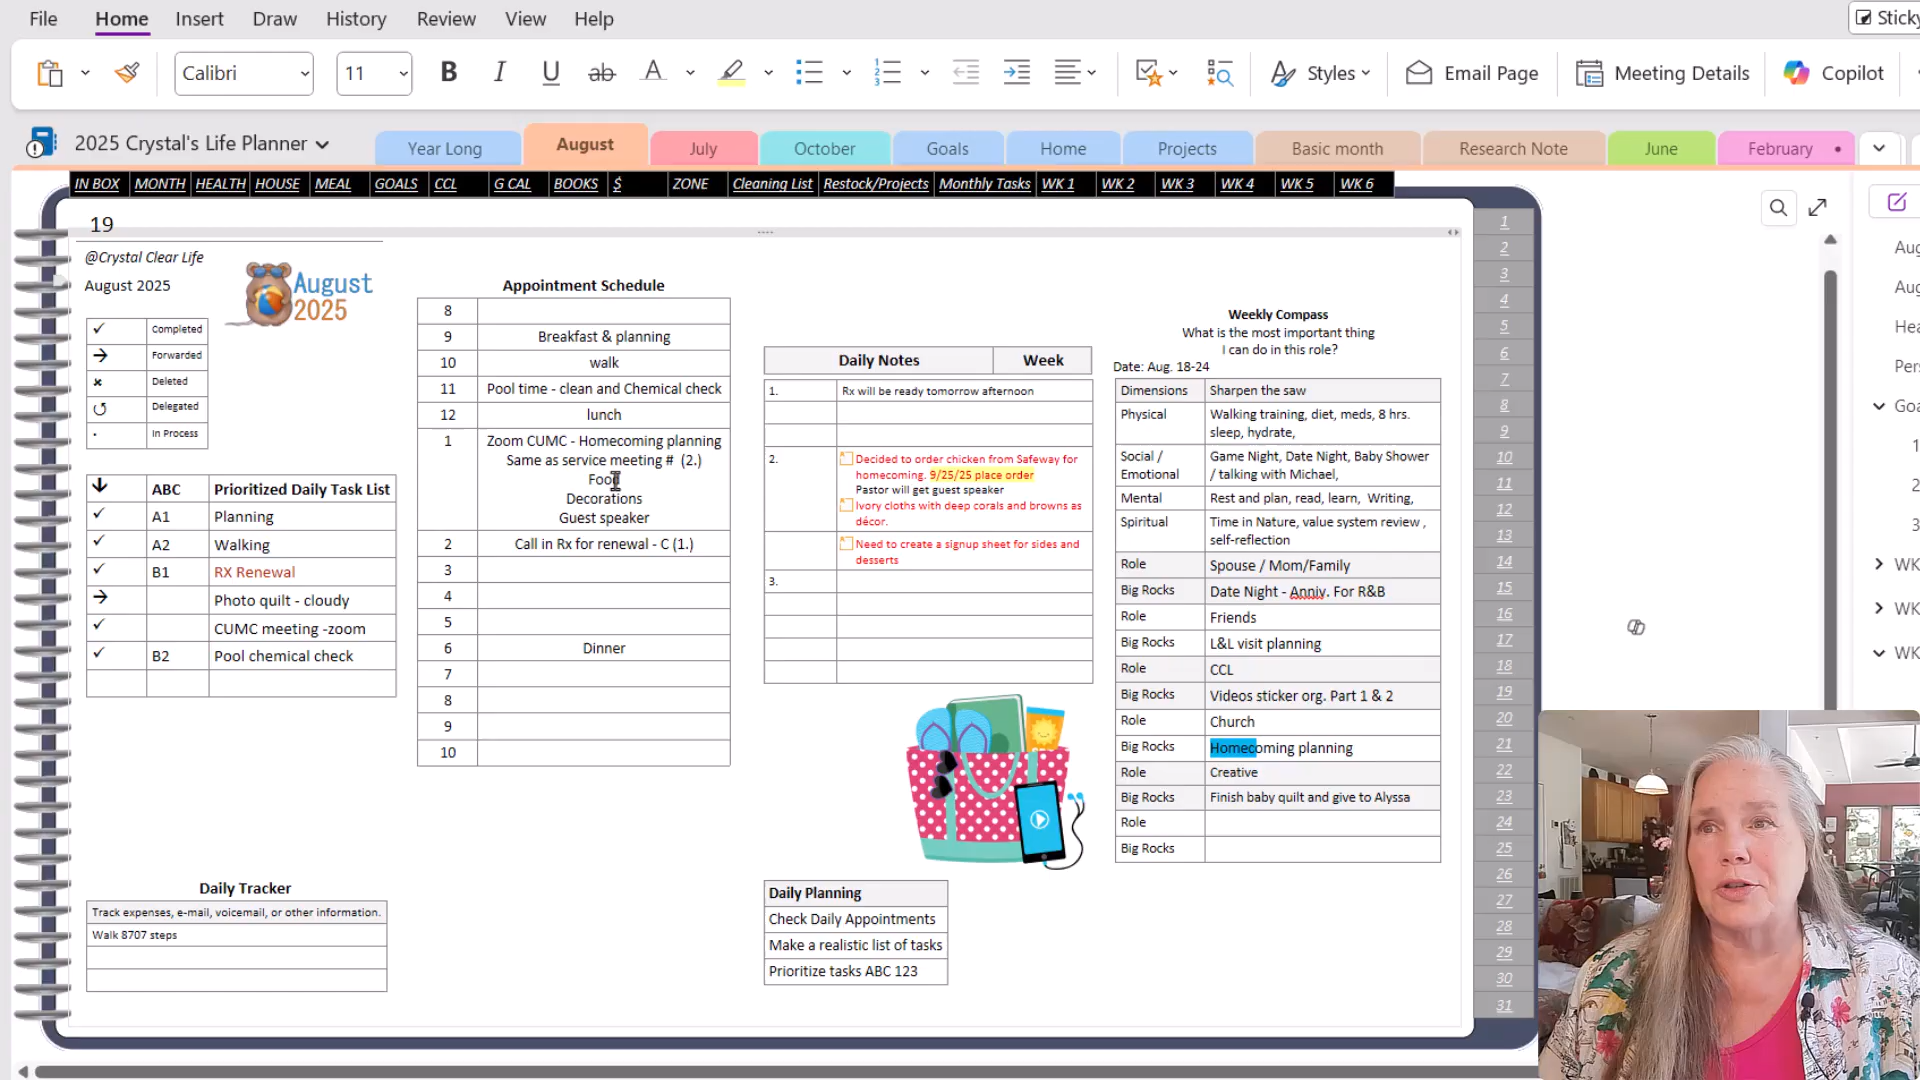 File Home Insert Draw History Review View Help Sticky
Calibri 11 B I U ab A Styles Email Page Meeting Details Copilot
2025 Crystal's Life Planner Year Long August July October Goals Home Projects Basic month Research Note June February
IN BOX MONTH HEALTH HOUSE MEAL GOALS CCL G CAL BOOKS $ ZONE Cleaning List Restock/Projects Monthly Tasks WK 1 WK 2 WK 3 WK 4 WK 5 WK 6
19
@Crystal Clear Life
August 2025
August
2025
✓ Completed
→ Forwarded
× Deleted
Delegated
· In Process
↓ ABC Prioritized Daily Task List
✓ A1 Planning
✓ A2 Walking
✓ B1 RX Renewal
→ Photo quilt - cloudy
✓ CUMC meeting -zoom
✓ B2 Pool chemical check
Daily Tracker
Track expenses, e-mail, voicemail, or other information.
Walk 8707 steps
Appointment Schedule
8
9 Breakfast & planning
10 walk
11 Pool time - clean and Chemical check
12 lunch
1 Zoom CUMC - Homecoming planning
Same as service meeting # (2.)
Food
Decorations
Guest speaker
2 Call in Rx for renewal - C (1.)
3
4
5
6 Dinner
7
8
9
10
Daily Notes Week
1. Rx will be ready tomorrow afternoon
2. Decided to order chicken from Safeway for
homecoming. 9/25/25 place order
Pastor will get guest speaker
Ivory cloths with deep corals and browns as
décor.
Need to create a signup sheet for sides and
desserts
3.
Daily Planning
Check Daily Appointments
Make a realistic list of tasks
Prioritize tasks ABC 123
Weekly Compass
What is the most important thing
I can do in this role?
Date: Aug. 18-24
Dimensions Sharpen the saw
Physical Walking training, diet, meds, 8 hrs.
sleep, hydrate,
Social / Game Night, Date Night, Baby Shower
Emotional / talking with Michael,
Mental Rest and plan, read, learn, Writing,
Spiritual Time in Nature, value system review ,
self-reflection
Role Spouse / Mom/Family
Big Rocks Date Night - Anniv. For R&B
Role Friends
Big Rocks L&L visit planning
Role CCL
Big Rocks Videos sticker org. Part 1 & 2
Role Church
Big Rocks Homecoming planning
Role Creative
Big Rocks Finish baby quilt and give to Alyssa
Role
Big Rocks
1
2
3
4
5
6
7
8
9
10
11
12
13
14
15
16
17
18
19
20
21
22
23
24
25
26
27
28
29
30
31
Aug
Aug
Hea
Pers
Goa
1
2
3
WK
WK
WK